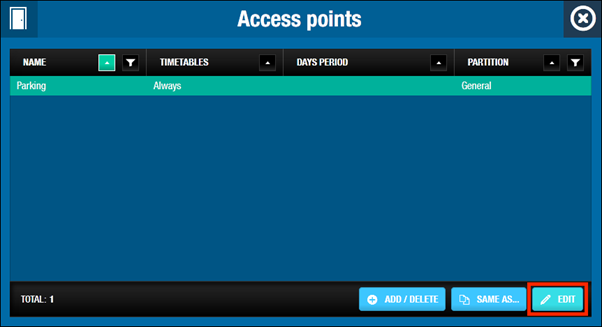 Access points
NAME TIMETABLES DAYS PERIOD PARTITION
Parking Always General
TOTAL: 1 ADD / DELETE SAME AS... EDIT